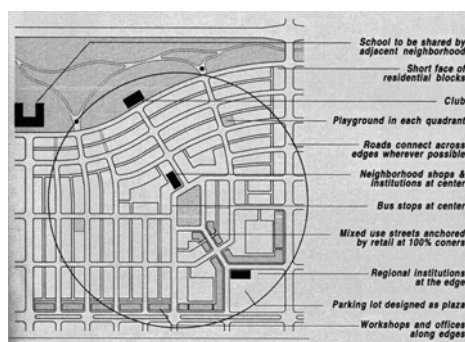 School to be shared by
adjacent neighborhood
Short face of
residential blocks
Club
Playground in each quadrant
Roads connect across
edges wherever possible
Neighborhood shops &
institutions at center
Bus stops at center
Mixed use streets anchored
by retail at 100% corners
Regional institutions
at the edge
Parking lot designed as plaza
Workshops and offices
along edges